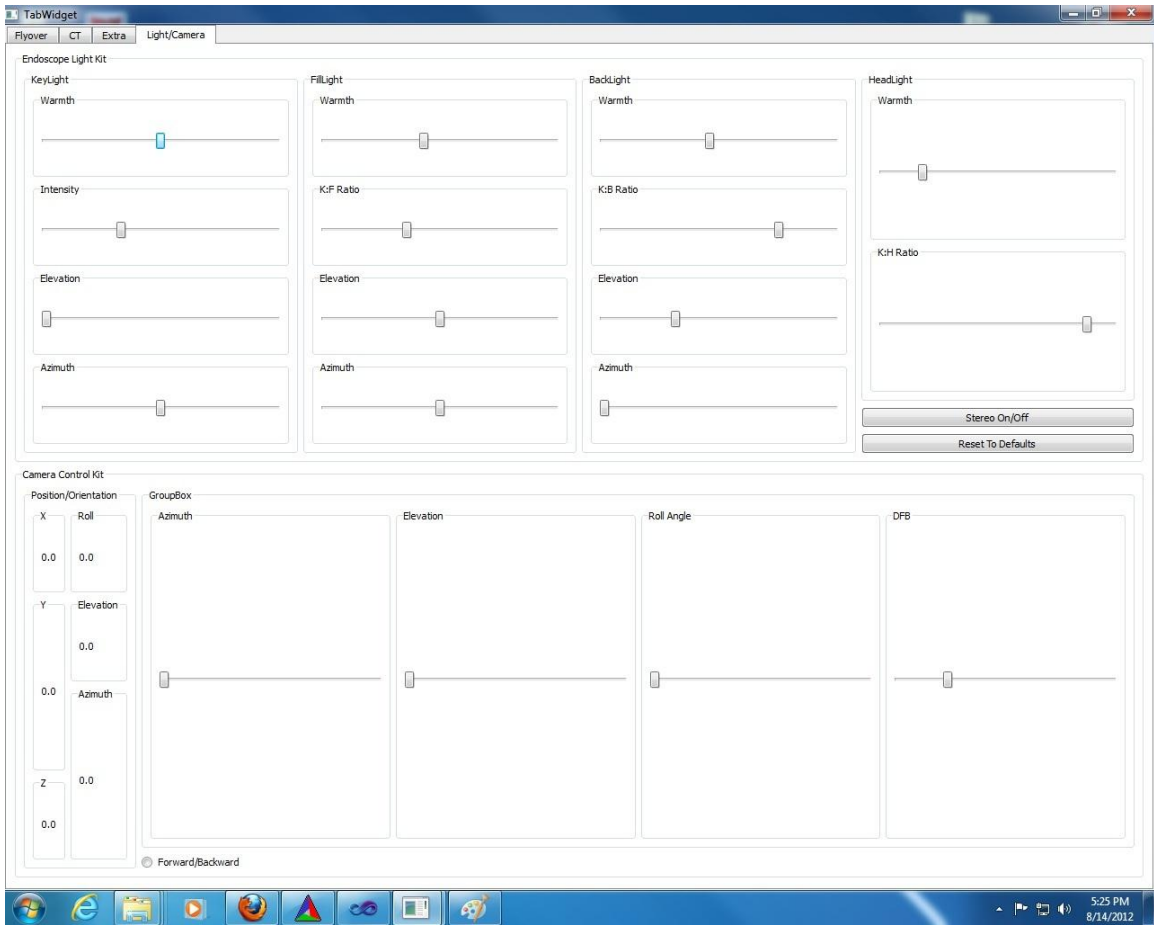 TabWidget
Flyover CT Extra Light/Camera
Endoscope Light Kit
KeyLight FillLight BackLight HeadLight
Warmth Warmth Warmth Warmth
Intensity K:F Ratio K:B Ratio
K:H Ratio
Elevation Elevation Elevation
Azimuth Azimuth Azimuth
Stereo On/Off
Reset To Defaults
Camera Control Kit
Position/Orientation GroupBox
X Roll Azimuth Elevation Roll Angle DFB
0.0 0.0
Y Elevation
0.0
0.0 Azimuth
Z 0.0
0.0
Forward/Backward
5:25 PM
8/14/2012